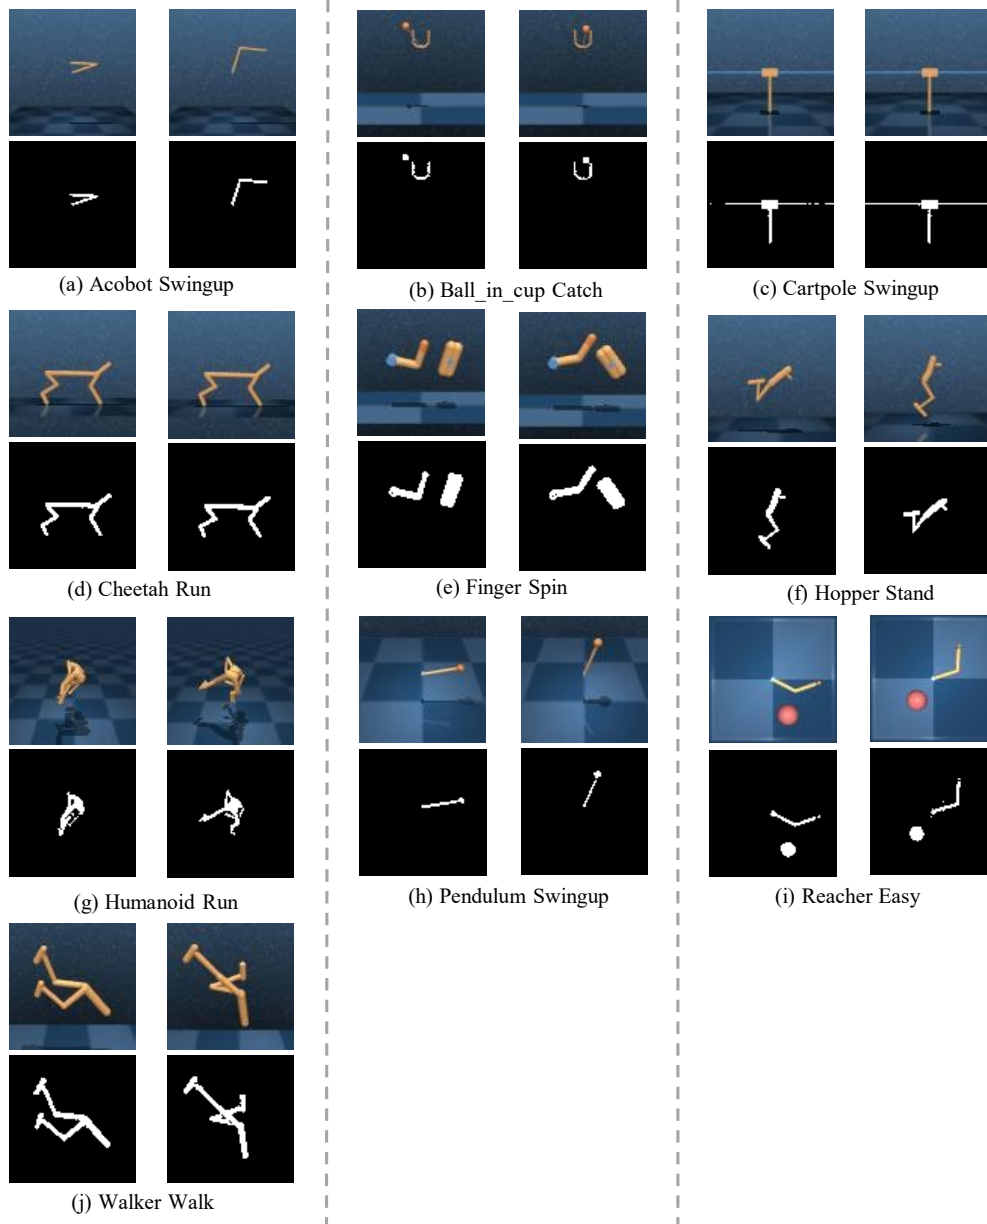 (a) Acobot Swingup
(b) Ball_in_cup Catch
(c) Cartpole Swingup
(d) Cheetah Run
(e) Finger Spin
(f) Hopper Stand
(g) Humanoid Run
(h) Pendulum Swingup
(i) Reacher Easy
(j) Walker Walk